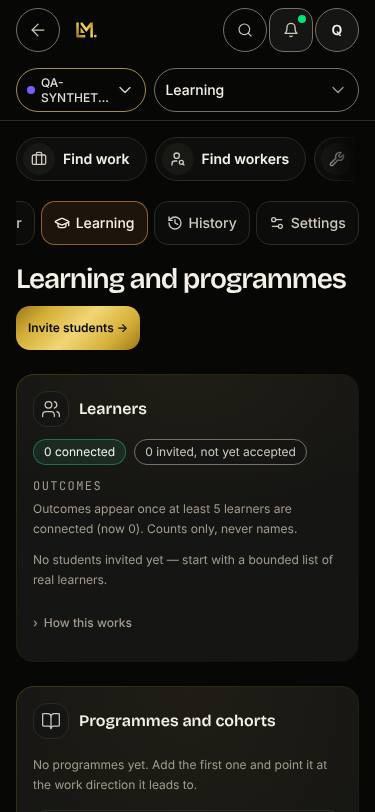 LM.
Q
QA-
SYNTHET...
Learning
Find work
Find workers
r
Learning
History
Settings
Learning and programmes
Invite students →
Learners
0 connected
0 invited, not yet accepted
OUTCOMES
Outcomes appear once at least 5 learners are
connected (now 0). Counts only, never names.
No students invited yet — start with a bounded list of
real learners.
› How this works
Programmes and cohorts
No programmes yet. Add the first one and point it at
the work direction it leads to.